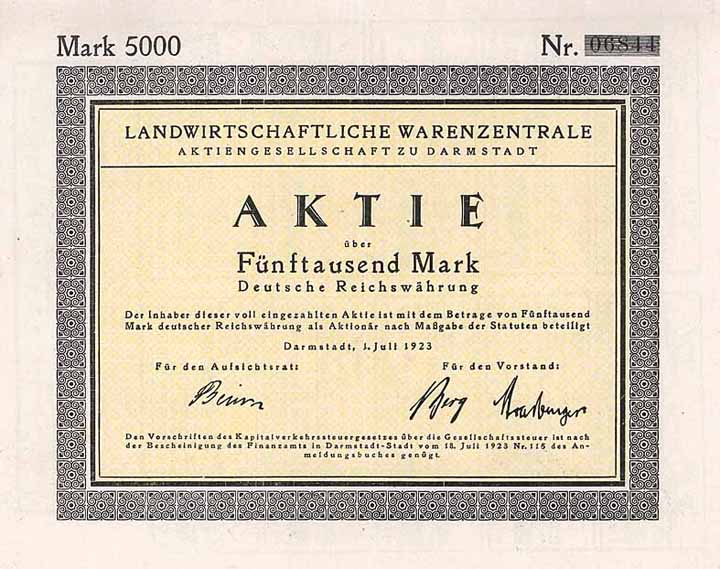 Mark 5000
Nr. 06844
LANDWIRTSCHAFTLICHE WARENZENTRALE
AKTIENGESELLSCHAFT ZU DARMSTADT
AKTIE
über
Fünftausend Mark
Deutsche Reichswährung
Der Inhaber dieser voll eingezahlten Aktie ist mit dem Betrage von Fünftausend
Mark deutscher Reichswährung als Aktionär nach Maßgabe der Statuten beteiligt
Darmstadt, 1. Juli 1923
Für den Aufsichtsrat:
Für den Vorstand:
Berg
Den Vorschriften des Kapitalverkehrssteuergesetzes über die Gesellschaftssteuer ist nach
der Bescheinigung des Finanzamts in Darmstadt-Stadt vom 18. Juli 1923 Nr. 115 des An-
meldungsbuches genügt.